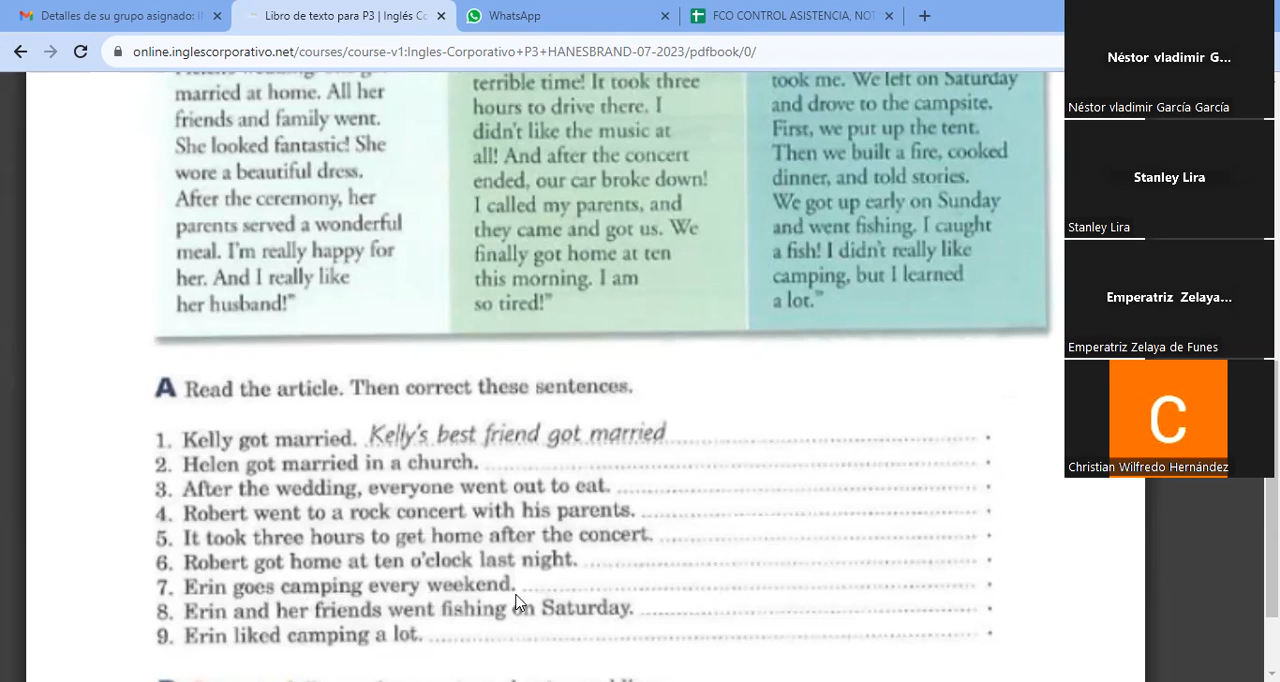 Detalles de su grupo asignado: I
Libro de texto para P3 | Inglés Co
WhatsApp
FCO CONTROL ASISTENCIA, NOT
online.inglescorporativo.net/courses/course-v1:Ingles-Corporativo+P3+HANESBRAND-07-2023/pdfbook/0/
married at home. All her
friends and family went.
She looked fantastic! She
wore a beautiful dress.
After the ceremony, her
parents served a wonderful
meal. I'm really happy for
her. And I really like
her husband!"
terrible time! It took three
hours to drive there. I
didn't like the music at
all! And after the concert
ended, our car broke down!
I called my parents, and
they came and got us. We
finally got home at ten
this morning. I am
so tired!"
took me. We left on Saturday
and drove to the campsite.
First, we put up the tent.
Then we built a fire, cooked
dinner, and told stories.
We got up early on Sunday
and went fishing. I caught
a fish! I didn't really like
camping, but I learned
a lot."
A Read the article. Then correct these sentences.
1. Kelly got married. Kelly's best friend got married
2. Helen got married in a church.
3. After the wedding, everyone went out to eat.
4. Robert went to a rock concert with his parents.
5. It took three hours to get home after the concert.
6. Robert got home at ten o'clock last night.
7. Erin goes camping every weekend.
8. Erin and her friends went fishing on Saturday.
9. Erin liked camping a lot.
Néstor vladimir G...
Néstor vladimir García García
Stanley Lira
Stanley Lira
Emperatriz Zelaya...
Emperatriz Zelaya de Funes
C
Christian Wilfredo Hernández